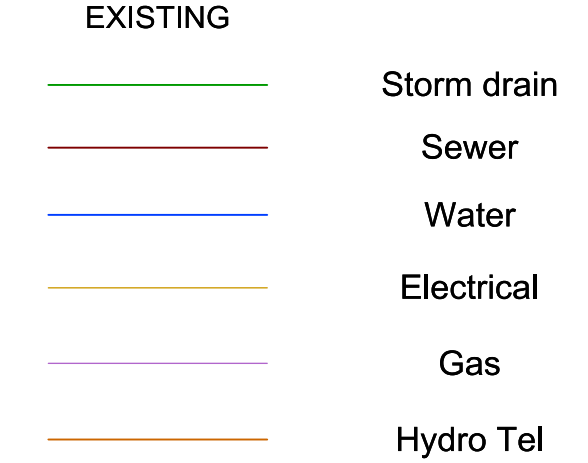 EXISTING
Storm drain
Sewer
Water
Electrical
Gas
Hydro Tel